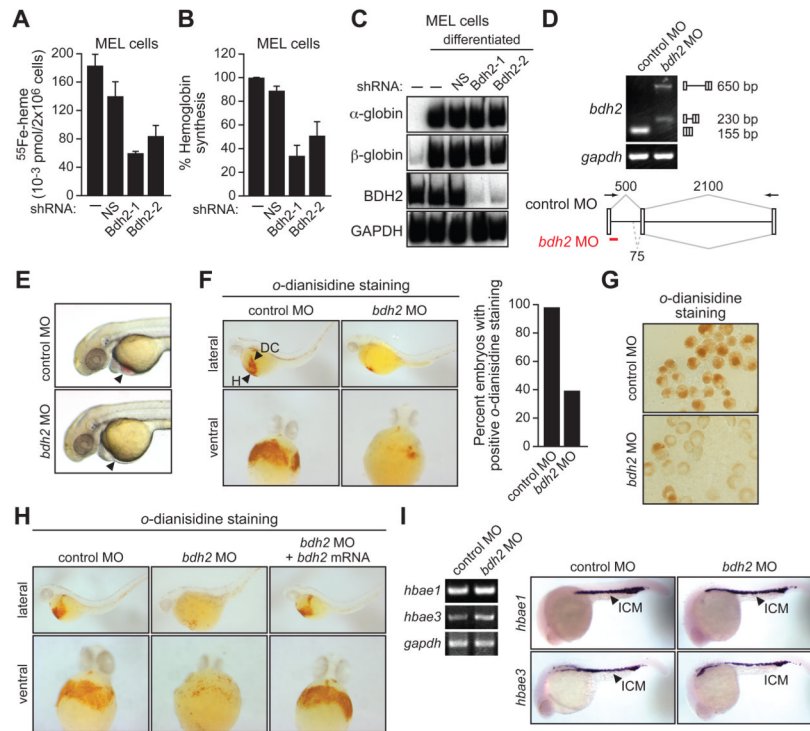 A
MEL cells
55Fe-heme
(10-3 pmol/2x106 cells)
200
160
120
80
40
0
shRNA:
—
NS
Bdh2-1
Bdh2-2
B
MEL cells
% Hemoglobin
synthesis
120
100
80
60
40
20
0
shRNA:
—
NS
Bdh2-1
Bdh2-2
C
MEL cells
differentiated
shRNA:
—
—
NS
Bdh2-1
Bdh2-2
α-globin
β-globin
BDH2
GAPDH
D
control MO
bdh2 MO
bdh2
650 bp
230 bp
155 bp
gapdh
500
2100
control MO
bdh2 MO
75
E
control MO
bdh2 MO
F
o-dianisidine staining
control MO
bdh2 MO
lateral
DC
H
ventral
Percent embryos with
positive o-dianisidine staining
100
80
60
40
20
0
control MO
bdh2 MO
G
o-dianisidine
staining
control MO
bdh2 MO
H
o-dianisidine staining
control MO
bdh2 MO
bdh2 MO
+ bdh2 mRNA
lateral
ventral
I
control MO
bdh2 MO
hbae1
hbae3
gapdh
control MO
bdh2 MO
hbae1
ICM
ICM
hbae3
ICM
ICM